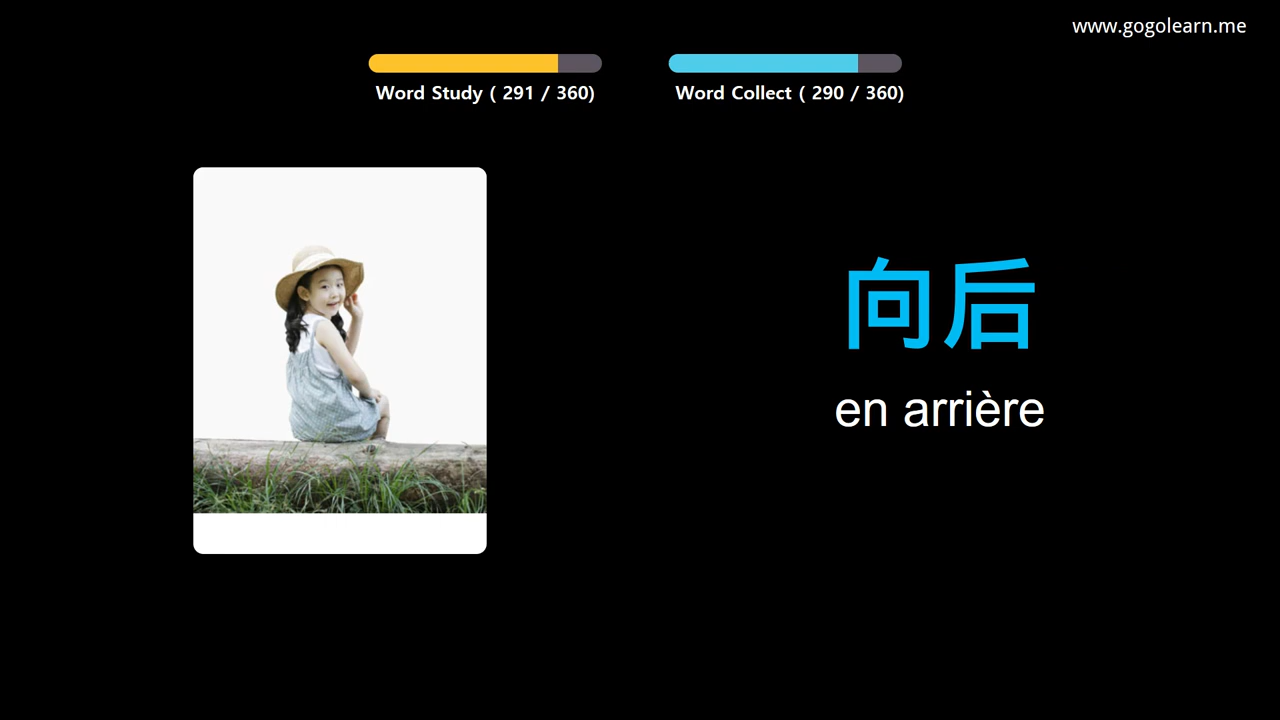 www.gogolearn.me
Word Study ( 291 / 360)
Word Collect ( 290 / 360)
向后
en arrière